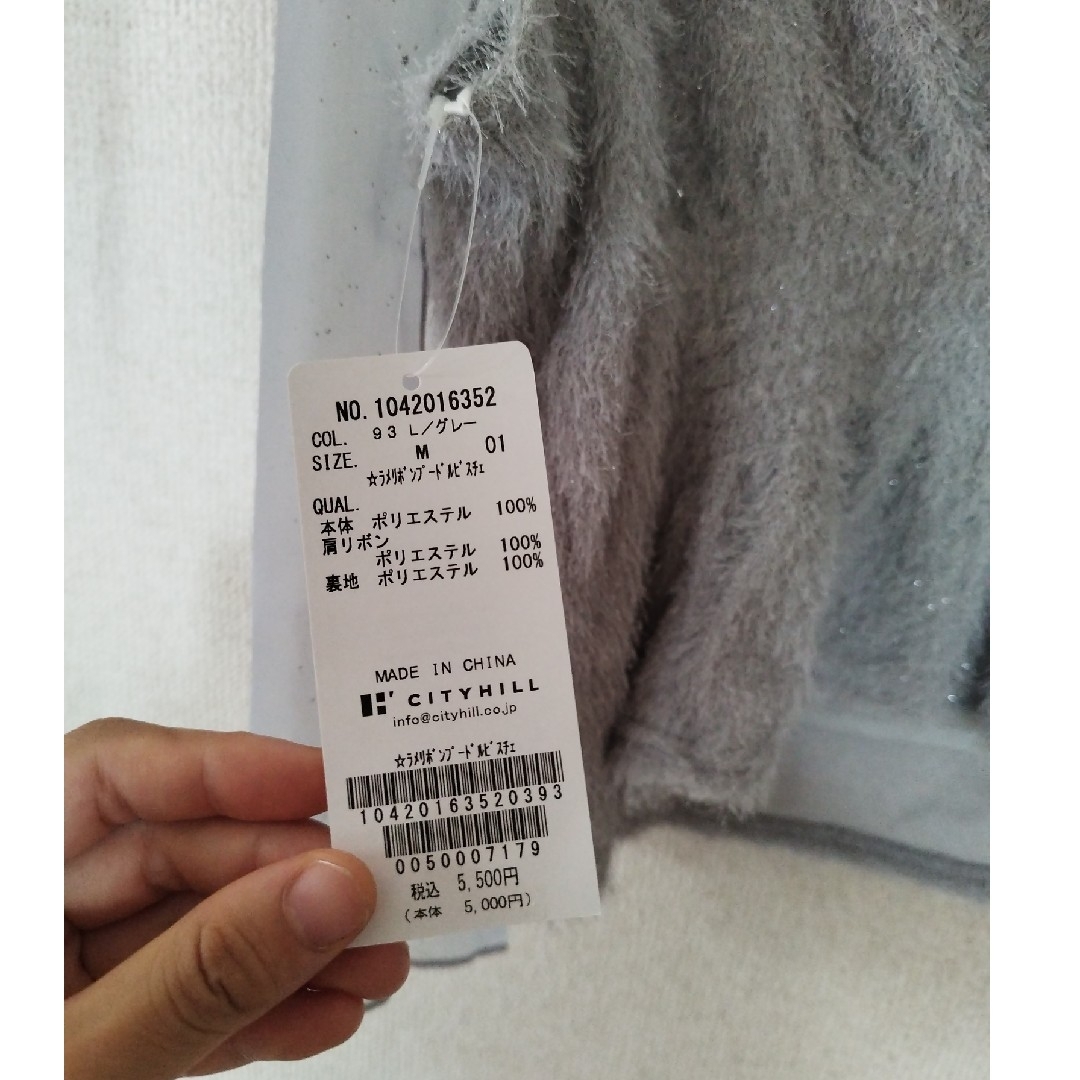 NO. 1042016352
COL. 93 L/グレー
SIZE. M 01
☆ﾗﾒﾘﾎﾞﾝﾌﾟｰﾄﾞﾙﾋﾞｽﾁｪ
QUAL.
本体 ポリエステル 100%
肩リボン
ポリエステル 100%
裏地 ポリエステル 100%
MADE IN CHINA
CITYHILL
info@cityhill.co.jp
☆ﾗﾒﾘﾎﾞﾝﾌﾟｰﾄﾞﾙﾋﾞｽﾁｪ
10420163520393
0050007179
税込 5,500円
(本体 5,000円)